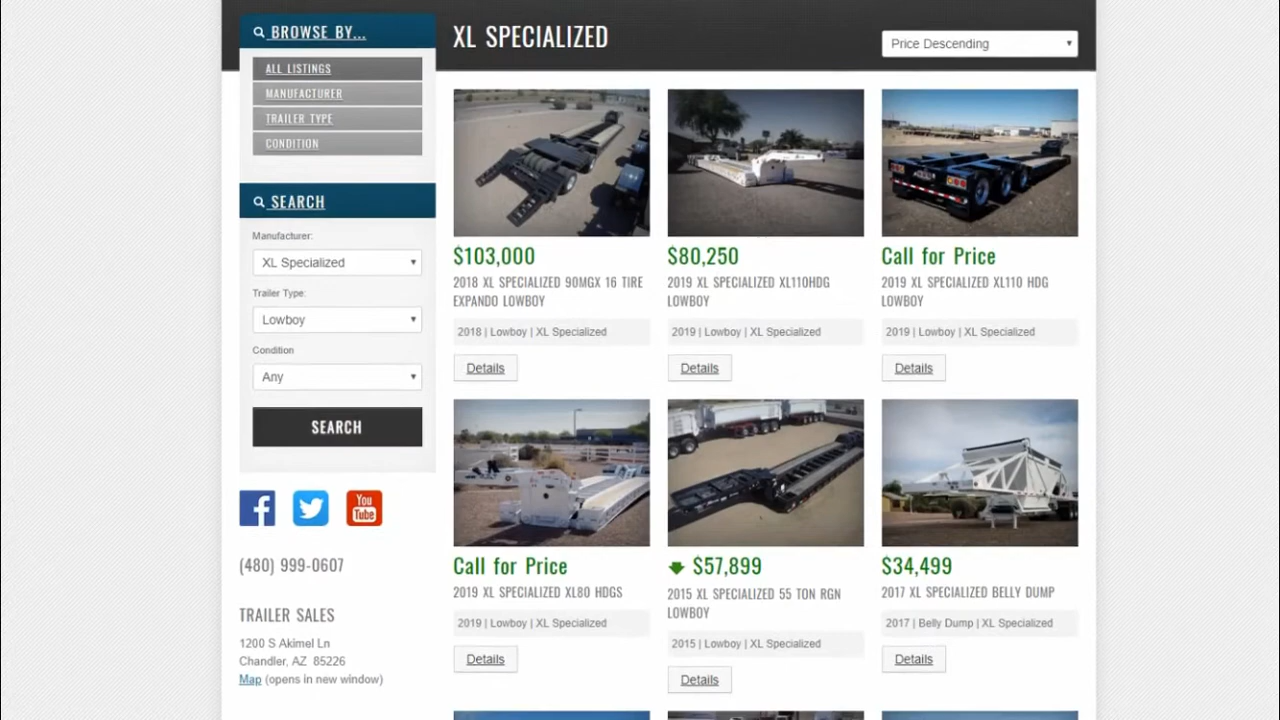 BROWSE BY...
ALL LISTINGS
MANUFACTURER
TRAILER TYPE
CONDITION
SEARCH
Manufacturer:
XL Specialized
Trailer Type:
Lowboy
Condition
Any
SEARCH
You
Tube
(480) 999-0607
TRAILER SALES
1200 S Akimel Ln
Chandler, AZ 85226
Map (opens in new window)
XL SPECIALIZED
Price Descending
$103,000
2018 XL SPECIALIZED 90MGX 16 TIRE
EXPANDO LOWBOY
2018 | Lowboy | XL Specialized
Details
$80,250
2019 XL SPECIALIZED XL110HDG
LOWBOY
2019 | Lowboy | XL Specialized
Details
Call for Price
2019 XL SPECIALIZED XL110 HDG
LOWBOY
2019 | Lowboy | XL Specialized
Details
Call for Price
2019 XL SPECIALIZED XL80 HDGS
2019 | Lowboy | XL Specialized
Details
$57,899
2015 XL SPECIALIZED 55 TON RGN
LOWBOY
2015 | Lowboy | XL Specialized
Details
$34,499
2017 XL SPECIALIZED BELLY DUMP
2017 | Belly Dump | XL Specialized
Details